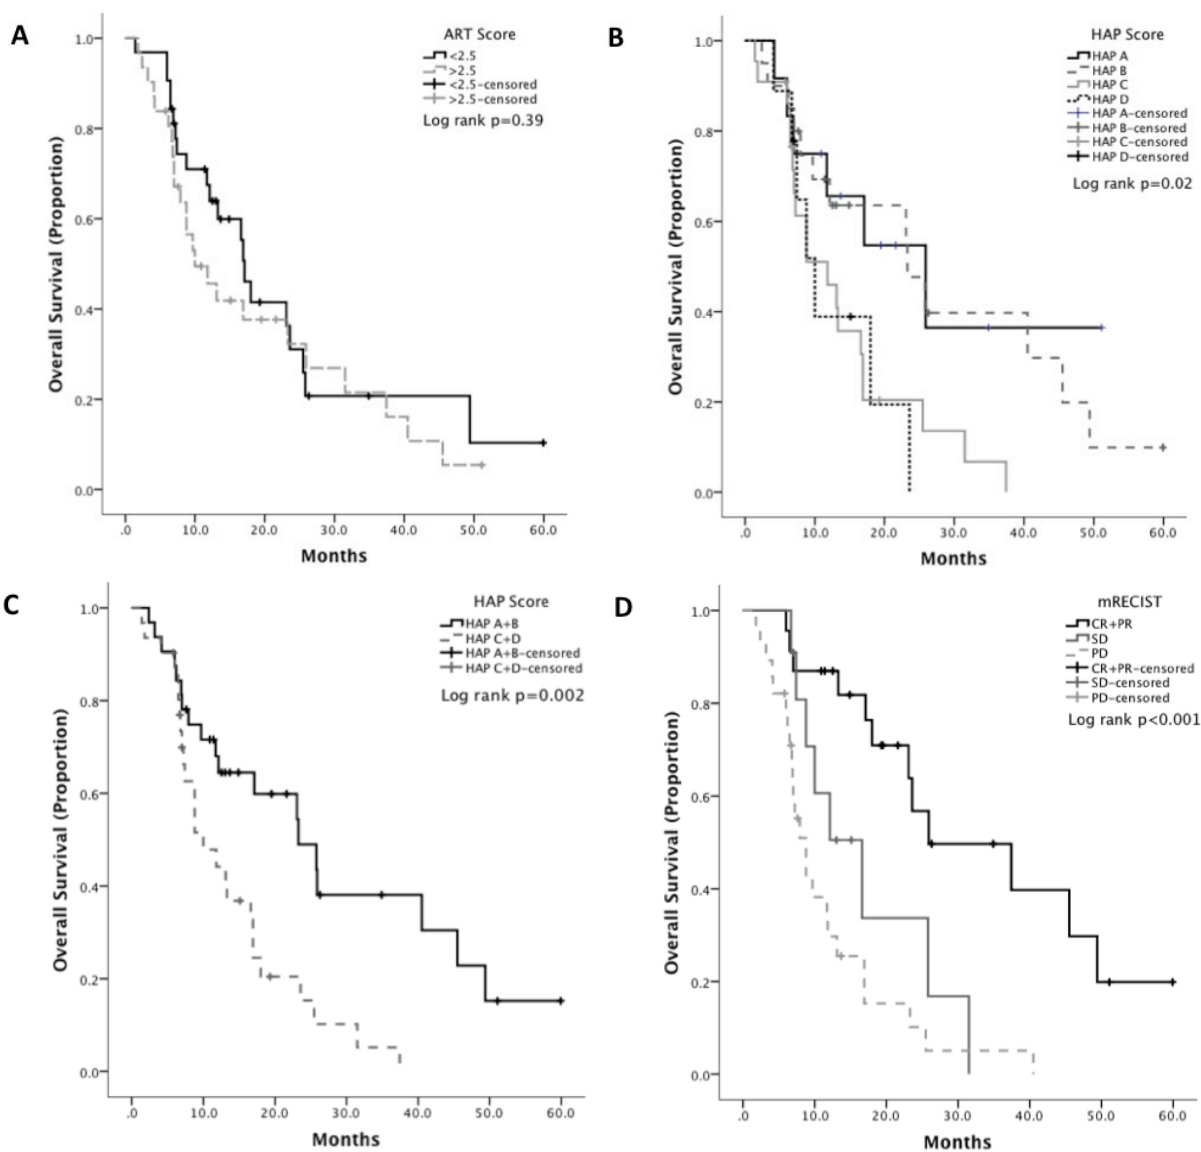 A
ART Score
<2.5
>2.5
<2.5-censored
>2.5-censored
Log rank p=0.39
Overall Survival (Proportion)
1.0
0.8
0.6
0.4
0.2
0.0
.0 10.0 20.0 30.0 40.0 50.0 60.0
Months
B
HAP Score
HAP A
HAP B
HAP C
HAP D
HAP A-censored
HAP B-censored
HAP C-censored
HAP D-censored
Log rank p=0.02
Overall Survival (Proportion)
1.0
0.8
0.6
0.4
0.2
0.0
.0 10.0 20.0 30.0 40.0 50.0 60.0
Months
C
HAP Score
HAP A+B
HAP C+D
HAP A+B-censored
HAP C+D-censored
Log rank p=0.002
Overall Survival (Proportion)
1.0
0.8
0.6
0.4
0.2
0.0
.0 10.0 20.0 30.0 40.0 50.0 60.0
Months
D
mRECIST
CR+PR
SD
PD
CR+PR-censored
SD-censored
PD-censored
Log rank p<0.001
Overall Survival (Proportion)
1.0
0.8
0.6
0.4
0.2
0.0
.0 10.0 20.0 30.0 40.0 50.0 60.0
Months